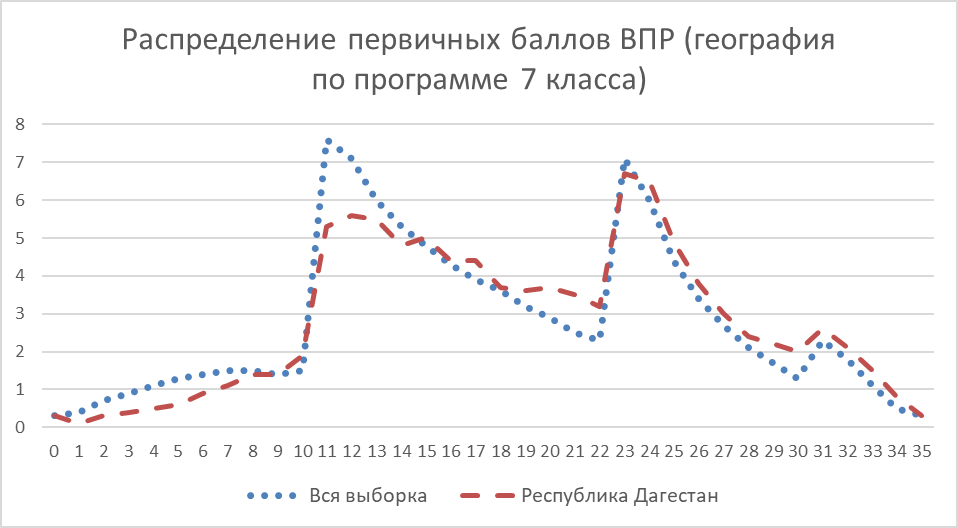 Распределение первичных баллов ВПР (география
по программе 7 класса)
8
7
6
5
4
3
2
1
0
0 1 2 3 4 5 6 7 8 9 10 11 12 13 14 15 16 17 18 19 20 21 22 23 24 25 26 27 28 29 30 31 32 33 34 35
Вся выборка Республика Дагестан